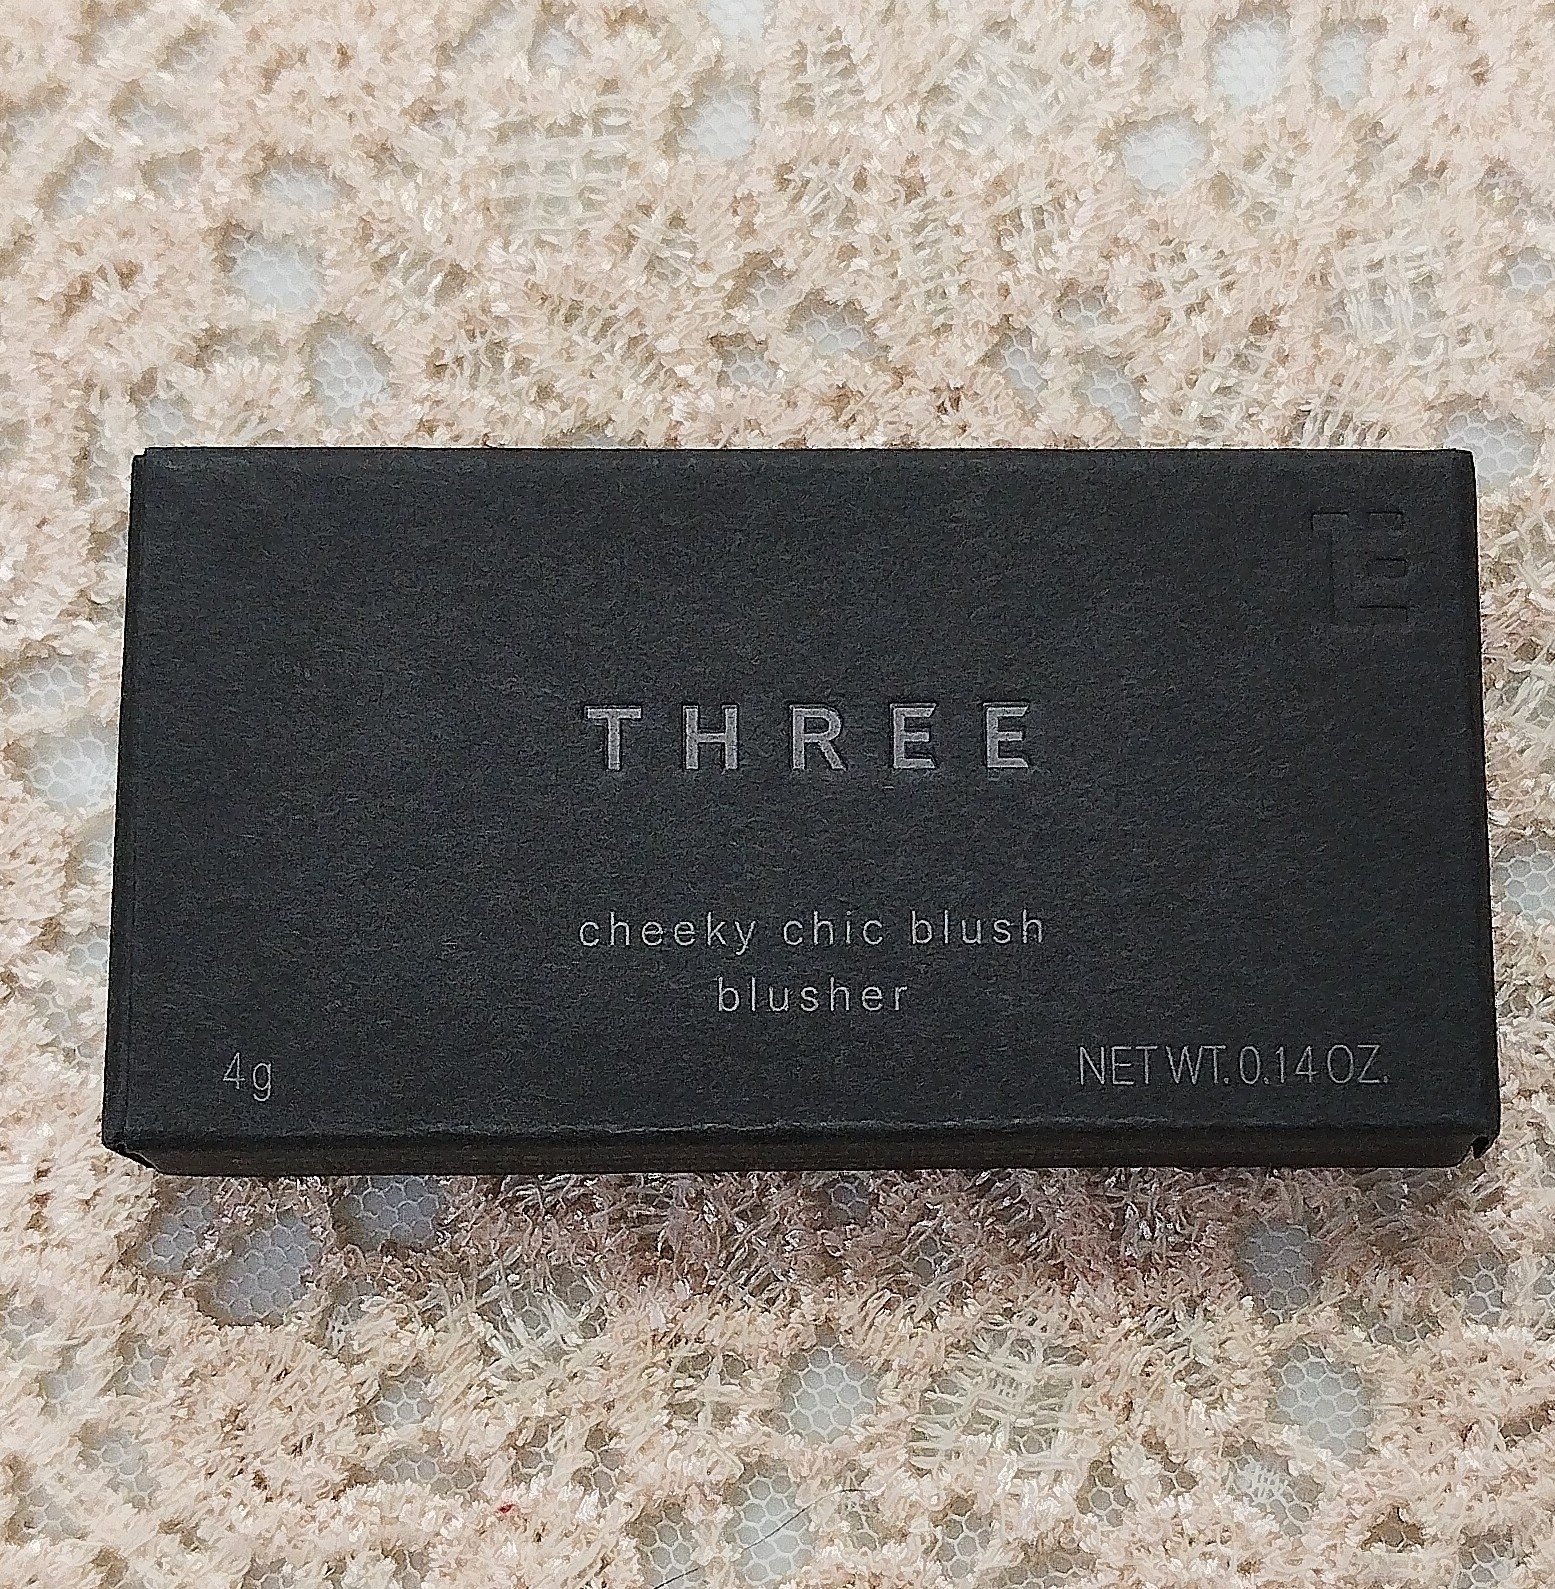 THREE
cheeky chic blush
blusher
4g
NET WT. 0.14 OZ.